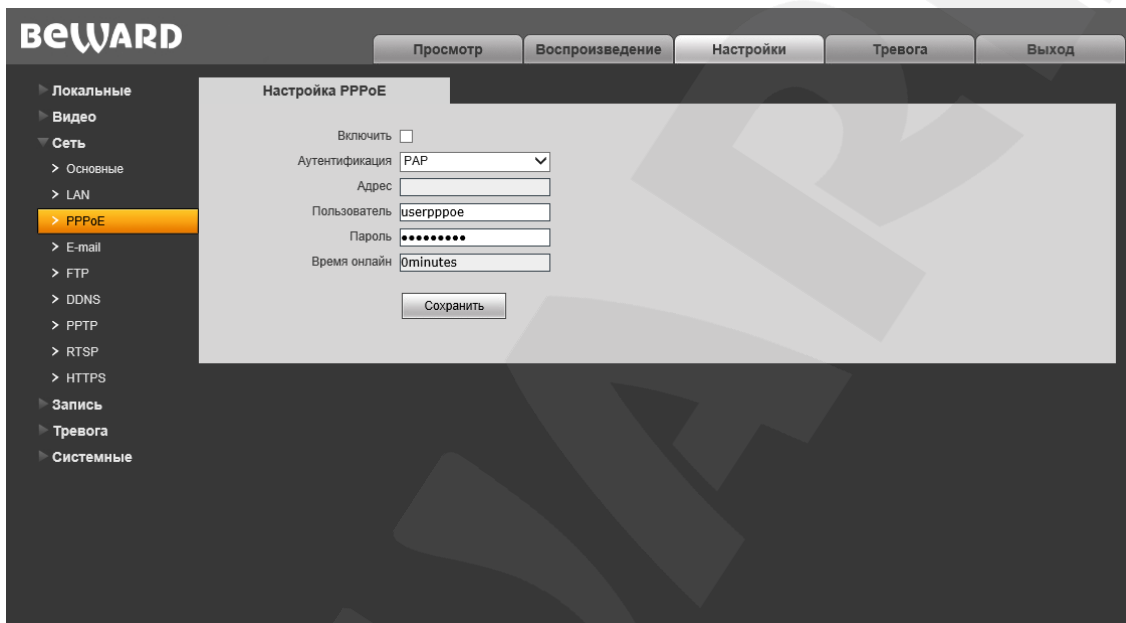 BEWARD
Просмотр Воспроизведение Настройки Тревога Выход
Локальные
Видео
Сеть
Основные
LAN
PPPoE
E-mail
FTP
DDNS
PPTP
RTSP
HTTPS
Запись
Тревога
Системные
Настройка PPPoE
Включить
Аутентификация PAP
Адрес
Пользователь userpppoe
Пароль •••••••••
Время онлайн 0minutes
Сохранить